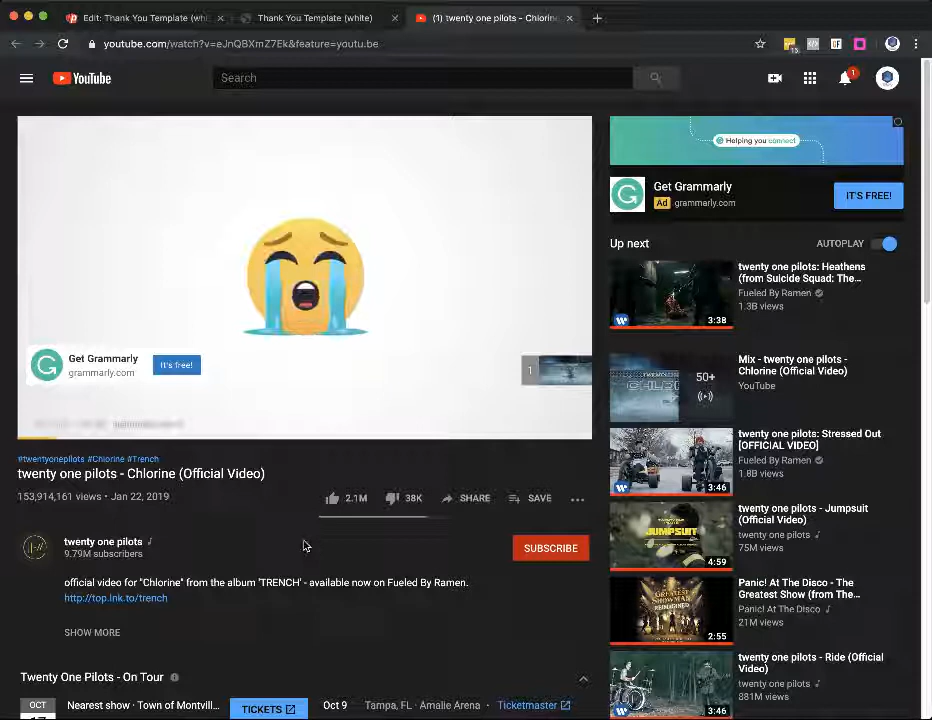 Edit: Thank You Template (whi
Thank You Template (white)
(1) twenty one pilots - Chlorine
youtube.com/watch?v=eJnQBXmZ7Ek&feature=youtu.be
15
YouTube
Search
1
Helping you connect
Get Grammarly
Ad grammarly.com
IT'S FREE!
Up next
AUTOPLAY
twenty one pilots: Heathens
(from Suicide Squad: The...
Fueled By Ramen
1.3B views
3:38
Mix - twenty one pilots -
Chlorine (Official Video)
YouTube
50+
twenty one pilots: Stressed Out
[OFFICIAL VIDEO]
Fueled By Ramen
1.8B views
3:46
twenty one pilots - Jumpsuit
(Official Video)
twenty one pilots
75M views
JUMPSUIT
4:59
Panic! At The Disco - The
Greatest Show (from The...
Panic! At The Disco
21M views
2:55
twenty one pilots - Ride (Official
Video)
twenty one pilots
881M views
3:46
Get Grammarly
grammarly.com
It's free!
1
#twentyonepilots #Chlorine #Trench
twenty one pilots - Chlorine (Official Video)
153,914,161 views • Jan 22, 2019
2.1M
38K
SHARE
SAVE
twenty one pilots
9.79M subscribers
SUBSCRIBE
official video for "Chlorine" from the album 'TRENCH' - available now on Fueled By Ramen.
http://top.lnk.to/trench
SHOW MORE
Twenty One Pilots - On Tour
OCT
Nearest show · Town of Montvill...
TICKETS
Oct 9
Tampa, FL · Amalie Arena
Ticketmaster